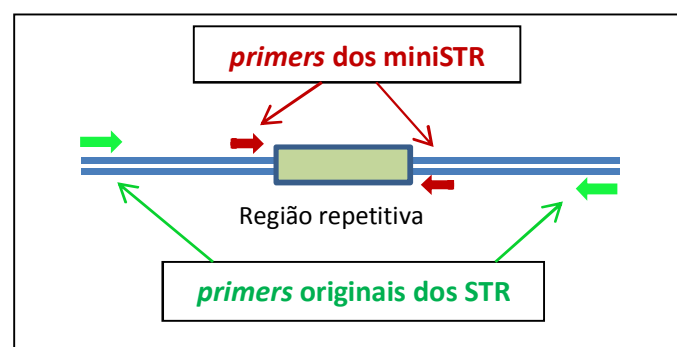 primers dos miniSTR
Região repetitiva
primers originais dos STR